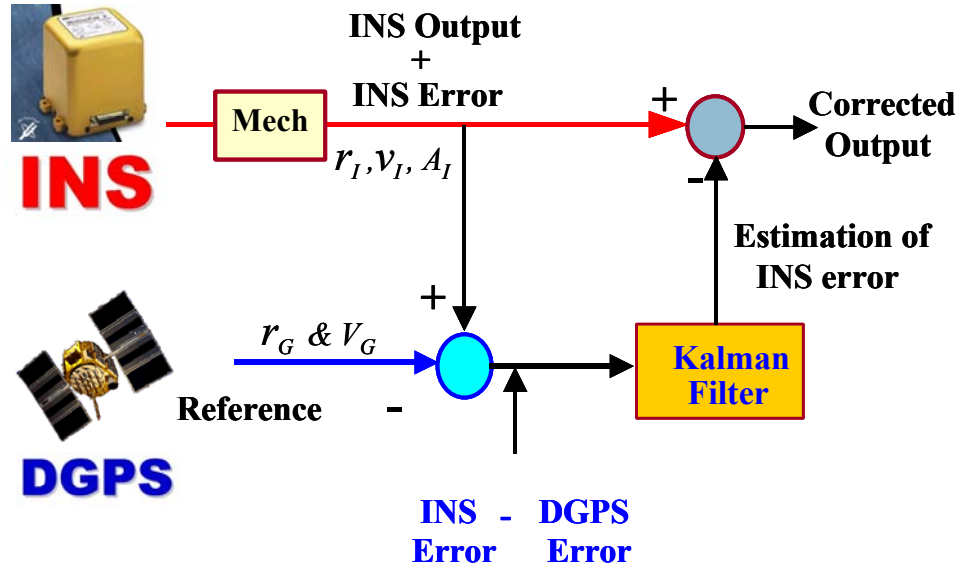 INS Output
+
INS Error
Mech
+
Corrected
Output
INS
r_I, v_I, A_I
-
Estimation of
INS error
+
r_G & V_G
Kalman
Filter
Reference
-
DGPS
INS - DGPS
Error Error